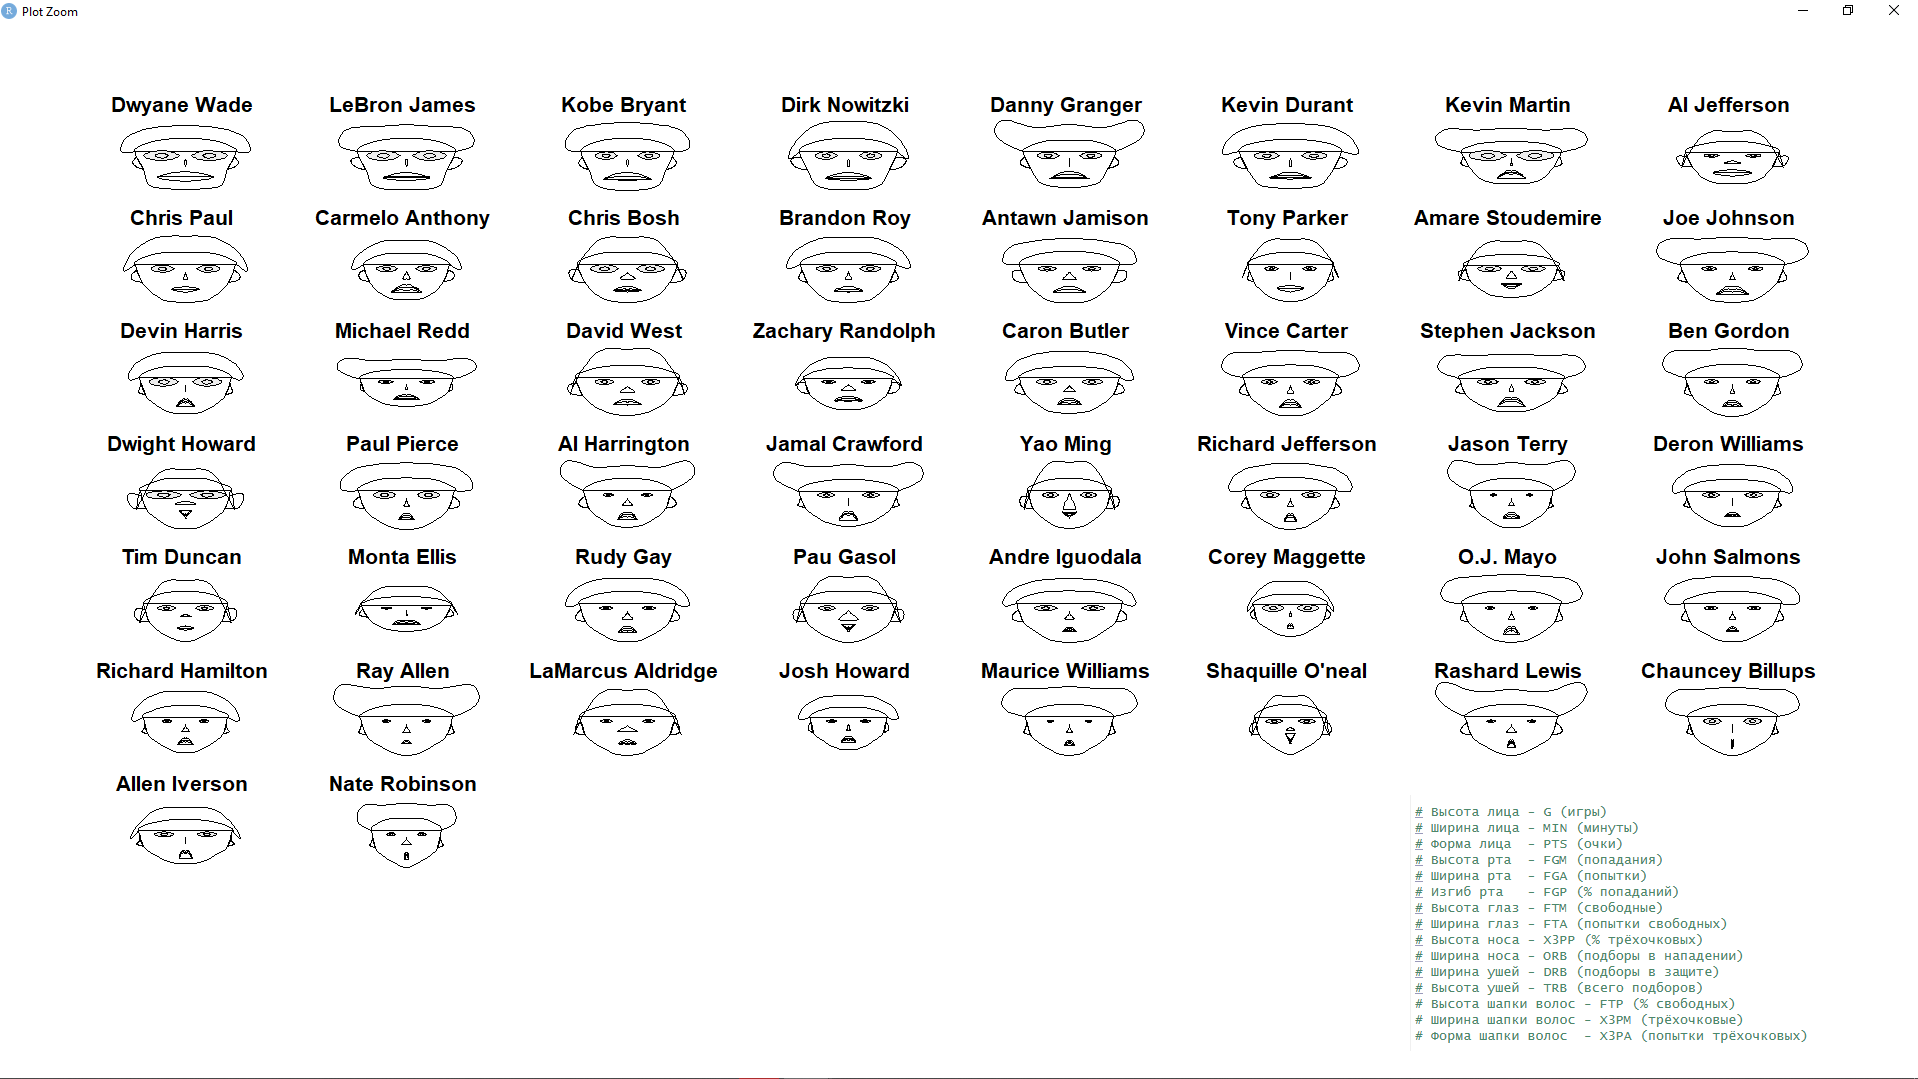 Plot Zoom
Dwyane Wade LeBron James Kobe Bryant Dirk Nowitzki Danny Granger Kevin Durant Kevin Martin Al Jefferson
Chris Paul Carmelo Anthony Chris Bosh Brandon Roy Antawn Jamison Tony Parker Amare Stoudemire Joe Johnson
Devin Harris Michael Redd David West Zachary Randolph Caron Butler Vince Carter Stephen Jackson Ben Gordon
Dwight Howard Paul Pierce Al Harrington Jamal Crawford Yao Ming Richard Jefferson Jason Terry Deron Williams
Tim Duncan Monta Ellis Rudy Gay Pau Gasol Andre Iguodala Corey Maggette O.J. Mayo John Salmons
Richard Hamilton Ray Allen LaMarcus Aldridge Josh Howard Maurice Williams Shaquille O'neal Rashard Lewis Chauncey Billups
Allen Iverson Nate Robinson
# Высота лица - G (игры)
# Ширина лица - MIN (минуты)
# Форма лица - PTS (очки)
# Высота рта - FGM (попадания)
# Ширина рта - FGA (попытки)
# Изгиб рта - FGP (% попаданий)
# Высота глаз - FTM (свободные)
# Ширина глаз - FTA (попытки свободных)
# Высота носа - X3PP (% трёхочковых)
# Ширина носа - ORB (подборы в нападении)
# Ширина ушей - DRB (подборы в защите)
# Высота ушей - TRB (всего подборов)
# Высота шапки волос - FTP (% свободных)
# Ширина шапки волос - X3PM (трёхочковые)
# Форма шапки волос - X3PA (попытки трёхочковых)